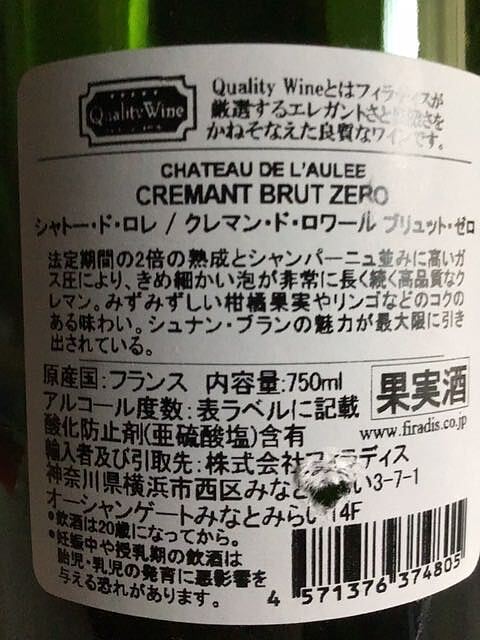 Quality Wine
Quality Wineとはフィラディスが
厳選するエレガントさと を
かねそなえた良質なワインです。
CHATEAU DE L'AULEE
CREMANT BRUT ZERO
シャトー・ド・ロレ / クレマン・ド・ロワール ブリュット・ゼロ
法定期間の2倍の熟成とシャンパーニュ並みに高いガ
ス圧により、きめ細かい泡が非常に長く続く高品質なク
レマン。みずみずしい柑橘果実やリンゴなどのコクの
ある味わい。シュナン・ブランの魅力が最大限に引き
出されている。
原産国:フランス 内容量:750ml
アルコール度数:表ラベルに記載
果実酒
酸化防止剤(亜硫酸塩)含有
www.firadis.co.jp
輸入者及び引取先:株式会社フィラディス
神奈川県横浜市西区みなと い3-7-1
オーシャンゲートみなとみらい 14F
•飲酒は20歳になってから。
•妊娠中や授乳期の飲酒は
胎児・乳児の発育に悪影響を
与える恐れがあります。
4 571376 374805